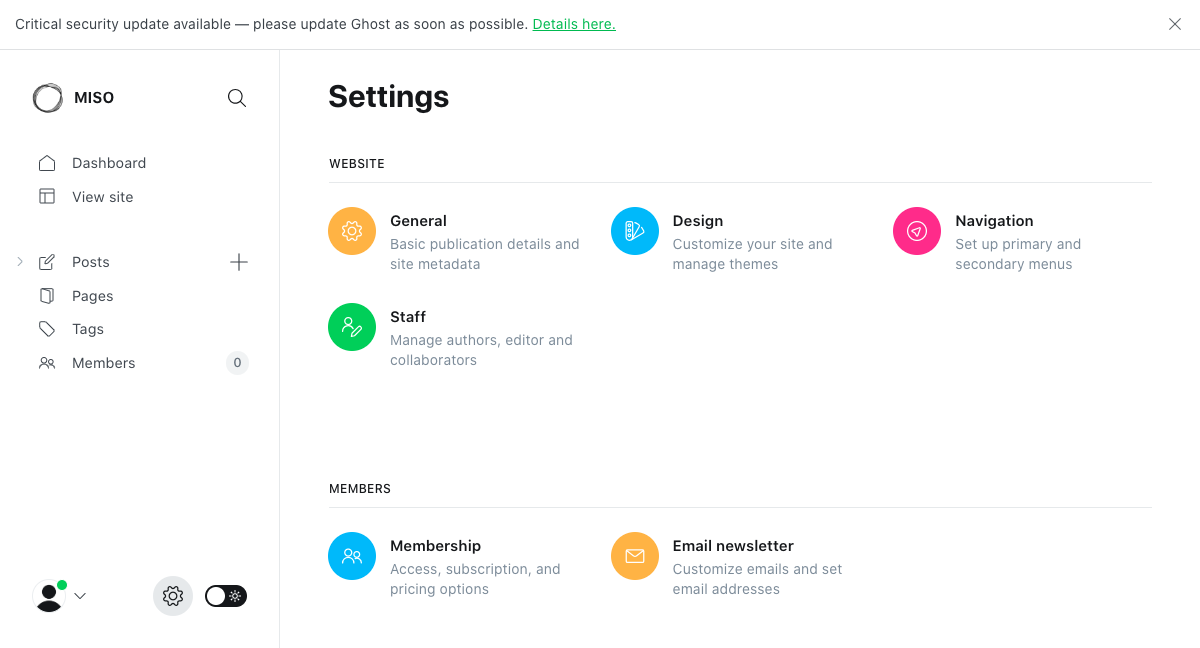 Critical security update available — please update Ghost as soon as possible. Details here.
MISO
Dashboard
View site
Posts
Pages
Tags
Members
0
Settings
WEBSITE
General
Basic publication details and
site metadata
Design
Customize your site and
manage themes
Navigation
Set up primary and
secondary menus
Staff
Manage authors, editor and
collaborators
MEMBERS
Membership
Access, subscription, and
pricing options
Email newsletter
Customize emails and set
email addresses